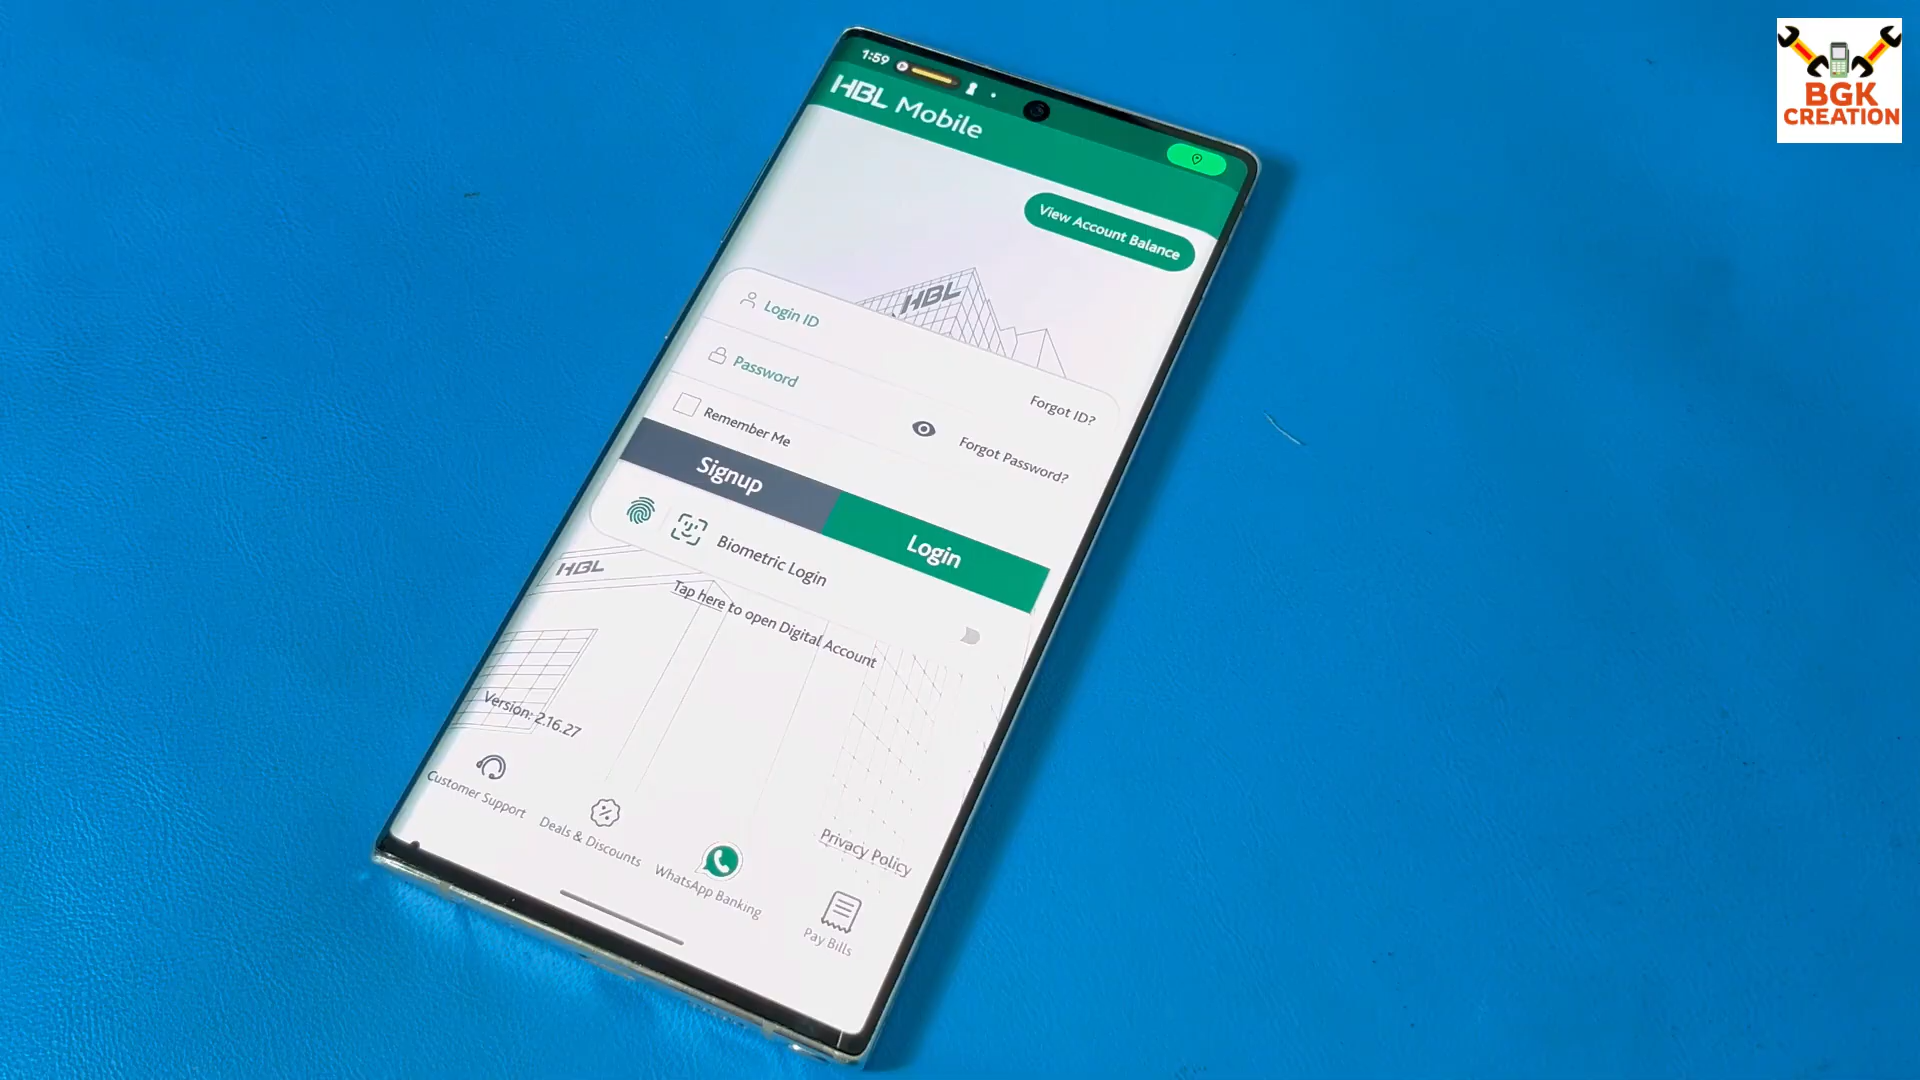 1:59
HBL Mobile
View Account Balance
HBL
Login ID
Forgot ID?
Password
Forgot Password?
Remember Me
Signup
Login
Biometric Login
HBL
Tap here to open Digital Account
Version: 2.16.27
Privacy Policy
Customer Support
Deals & Discounts
WhatsApp Banking
Pay Bills
BGK
CREATION